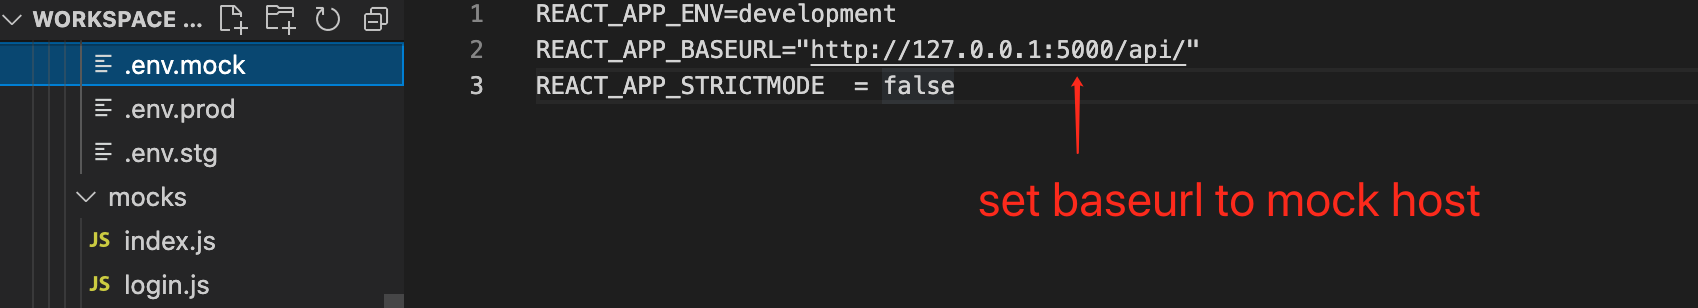 WORKSPACE ...
.env.mock
.env.prod
.env.stg
mocks
JS index.js
JS login.js
1 REACT_APP_ENV=development
2 REACT_APP_BASEURL="http://127.0.0.1:5000/api/"
3 REACT_APP_STRICTMODE  = false
set baseurl to mock host